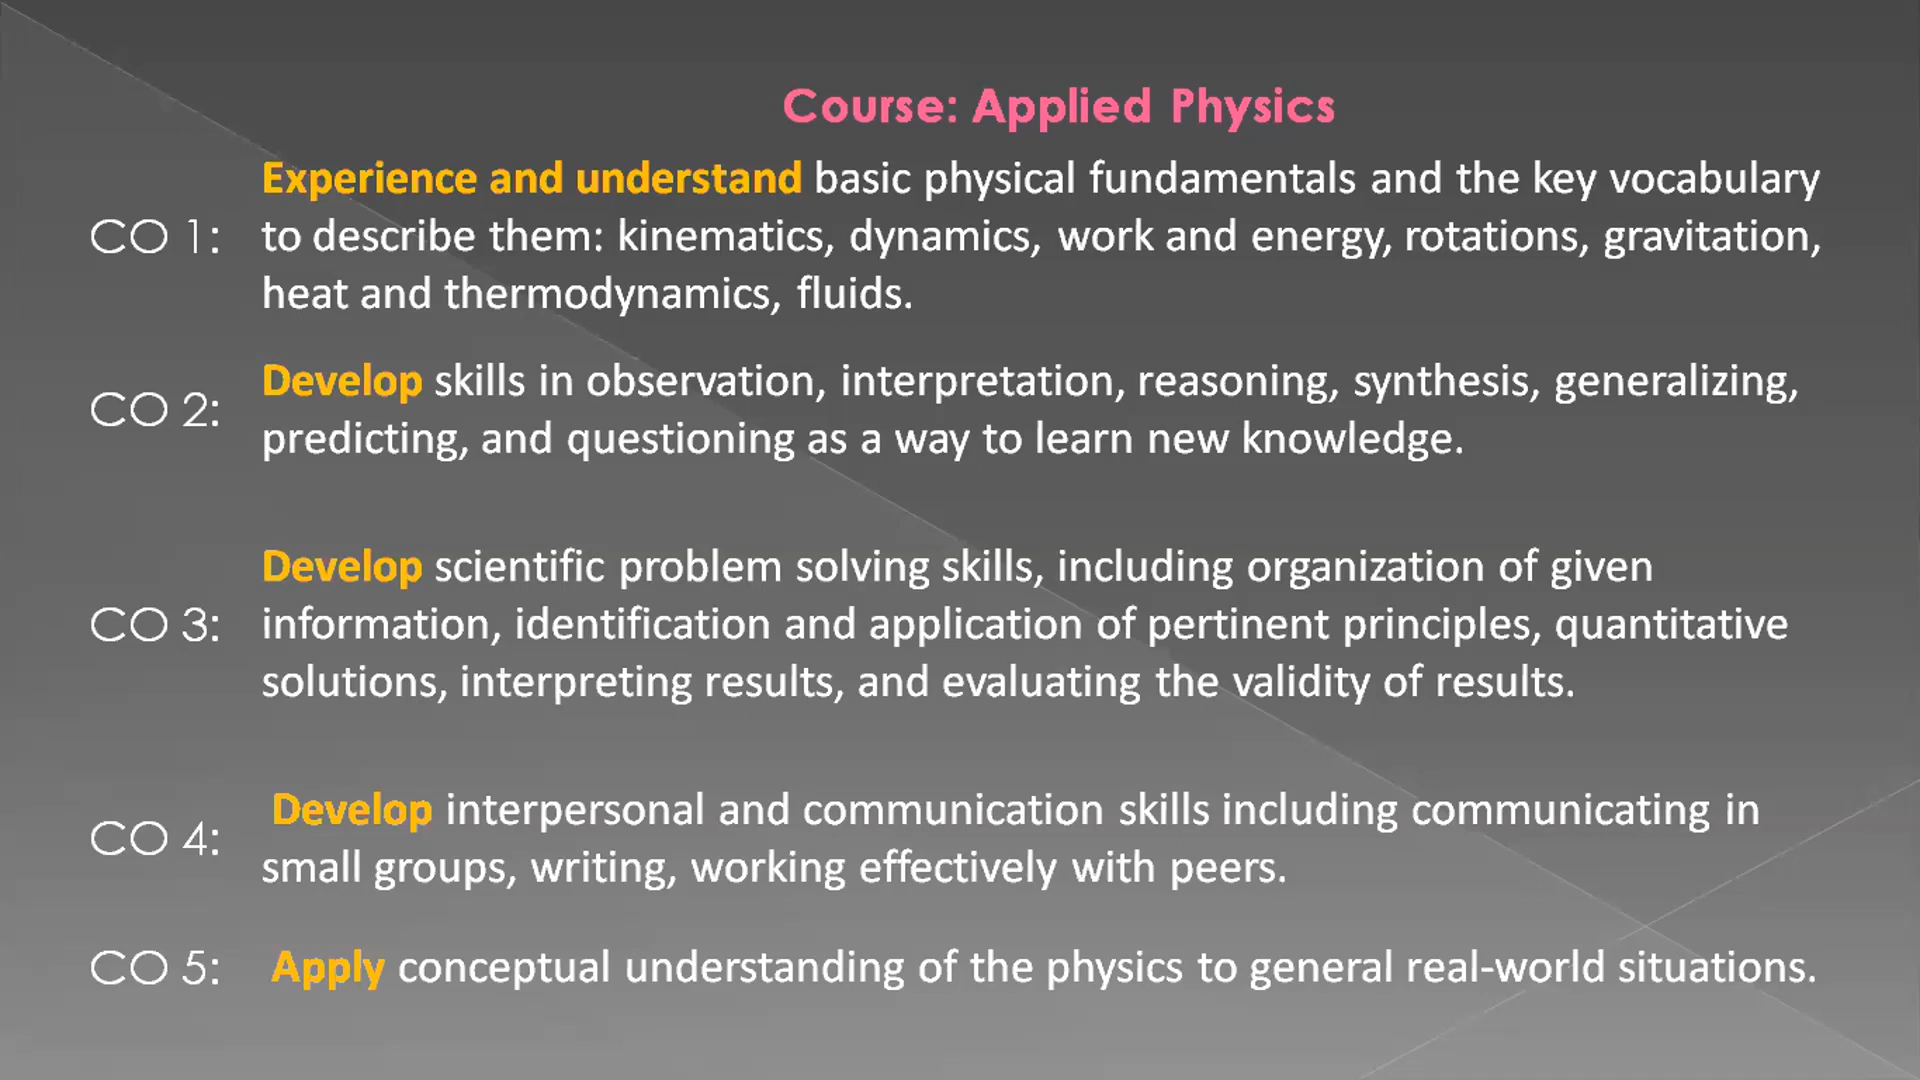 Course: Applied Physics
CO 1:
Experience and understand basic physical fundamentals and the key vocabulary
to describe them: kinematics, dynamics, work and energy, rotations, gravitation,
heat and thermodynamics, fluids.
CO 2:
Develop skills in observation, interpretation, reasoning, synthesis, generalizing,
predicting, and questioning as a way to learn new knowledge.
CO 3:
Develop scientific problem solving skills, including organization of given
information, identification and application of pertinent principles, quantitative
solutions, interpreting results, and evaluating the validity of results.
CO 4:
Develop interpersonal and communication skills including communicating in
small groups, writing, working effectively with peers.
CO 5:
Apply conceptual understanding of the physics to general real-world situations.